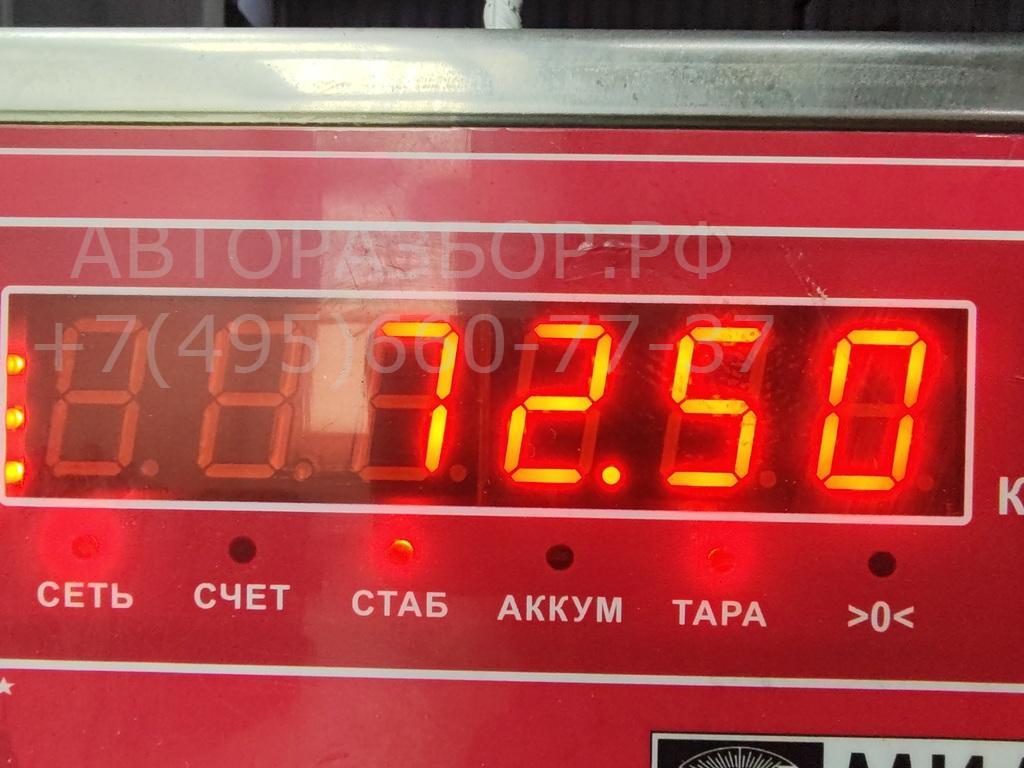 АВТОРАЗБОР.РФ
+7(495)660-77-37
72.50
К
СЕТЬ СЧЕТ СТАБ АККУМ ТАРА >0<